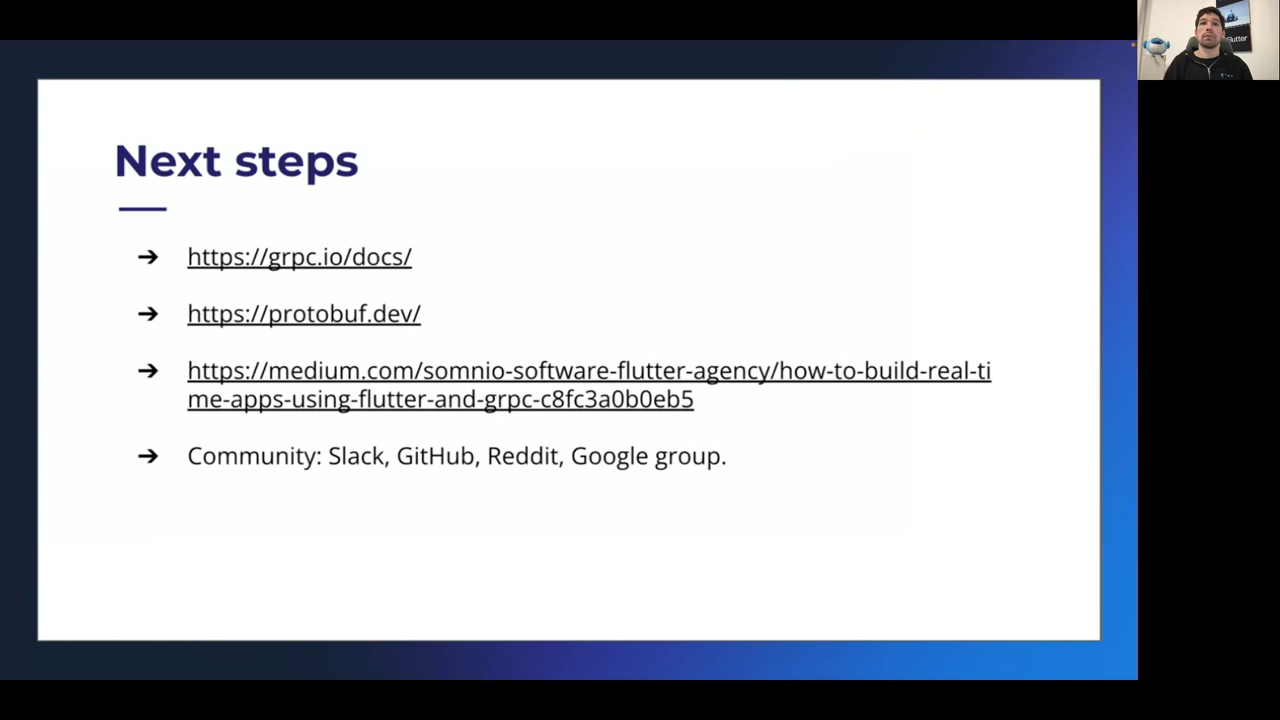 Next steps
➔ https://grpc.io/docs/
➔ https://protobuf.dev/
➔ https://medium.com/somnio-software-flutter-agency/how-to-build-real-ti
me-apps-using-flutter-and-grpc-c8fc3a0b0eb5
➔ Community: Slack, GitHub, Reddit, Google group.
Flutter